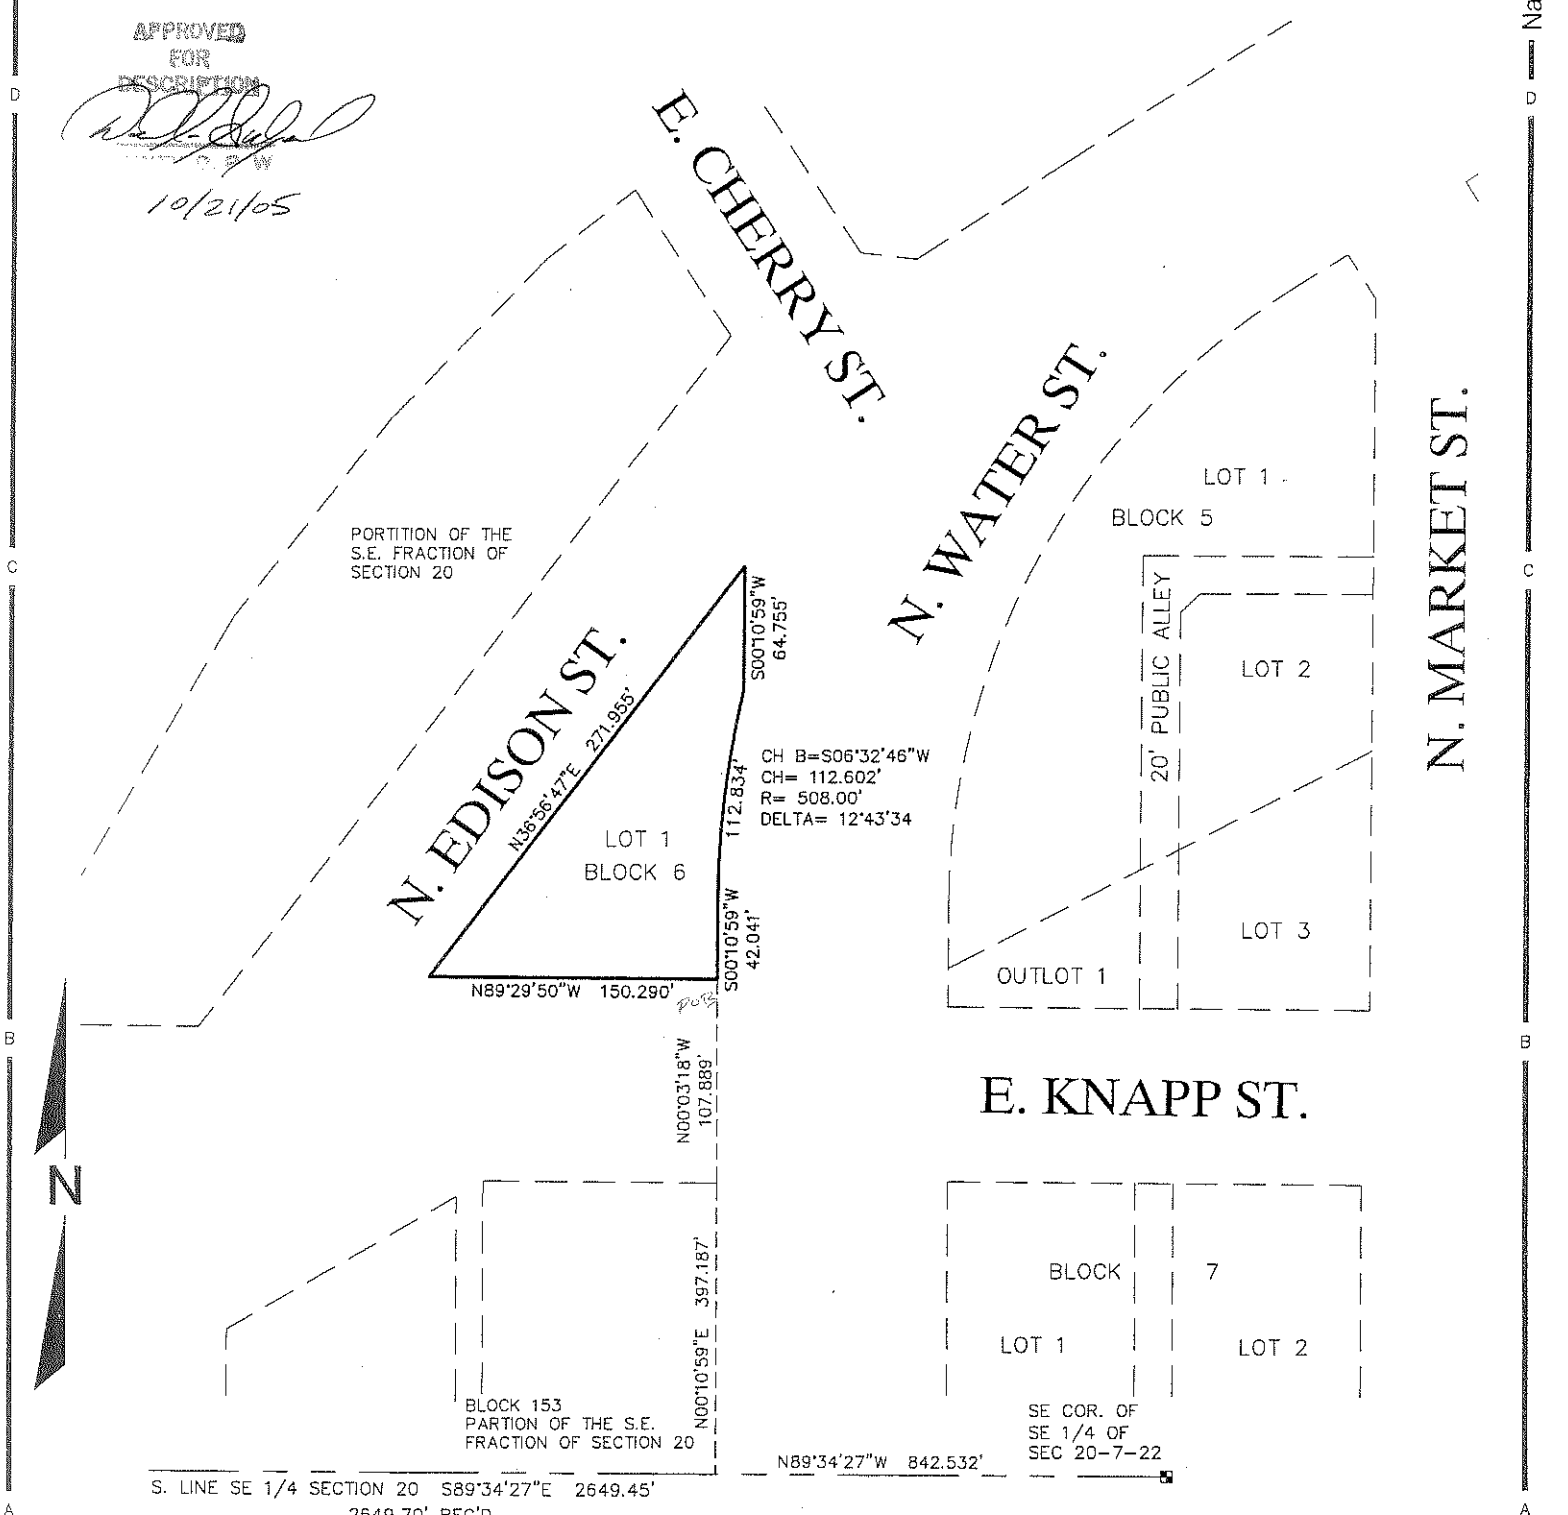 APPROVED
FOR
DESCRIPTION
10/21/05
Na
D
D
E. CHERRY ST.
N. WATER ST.
LOT 1
BLOCK 5
N. MARKET ST.
PORTITION OF THE
S.E. FRACTION OF
SECTION 20
C
C
20' PUBLIC ALLEY
LOT 2
S00°10'59"W
64.755'
N. EDISON ST.
N36°56'47"E 271.955'
112.834'
CH B=S06°32'46"W
CH= 112.602'
R= 508.00'
DELTA= 12°43'34
LOT 1
BLOCK 6
S00°10'59"W
42.041'
LOT 3
OUTLOT 1
N89°29'50"W 150.290'
POB
B
B
N00°03'18"W
107.889'
E. KNAPP ST.
N
N00°10'59"E 397.187'
BLOCK 7
LOT 1
LOT 2
BLOCK 153
PARTION OF THE S.E.
FRACTION OF SECTION 20
SE COR. OF
SE 1/4 OF
SEC 20-7-22
N89°34'27"W 842.532'
S. LINE SE 1/4 SECTION 20 S89°34'27"E 2649.45'
2649.70' REC'D
A
A